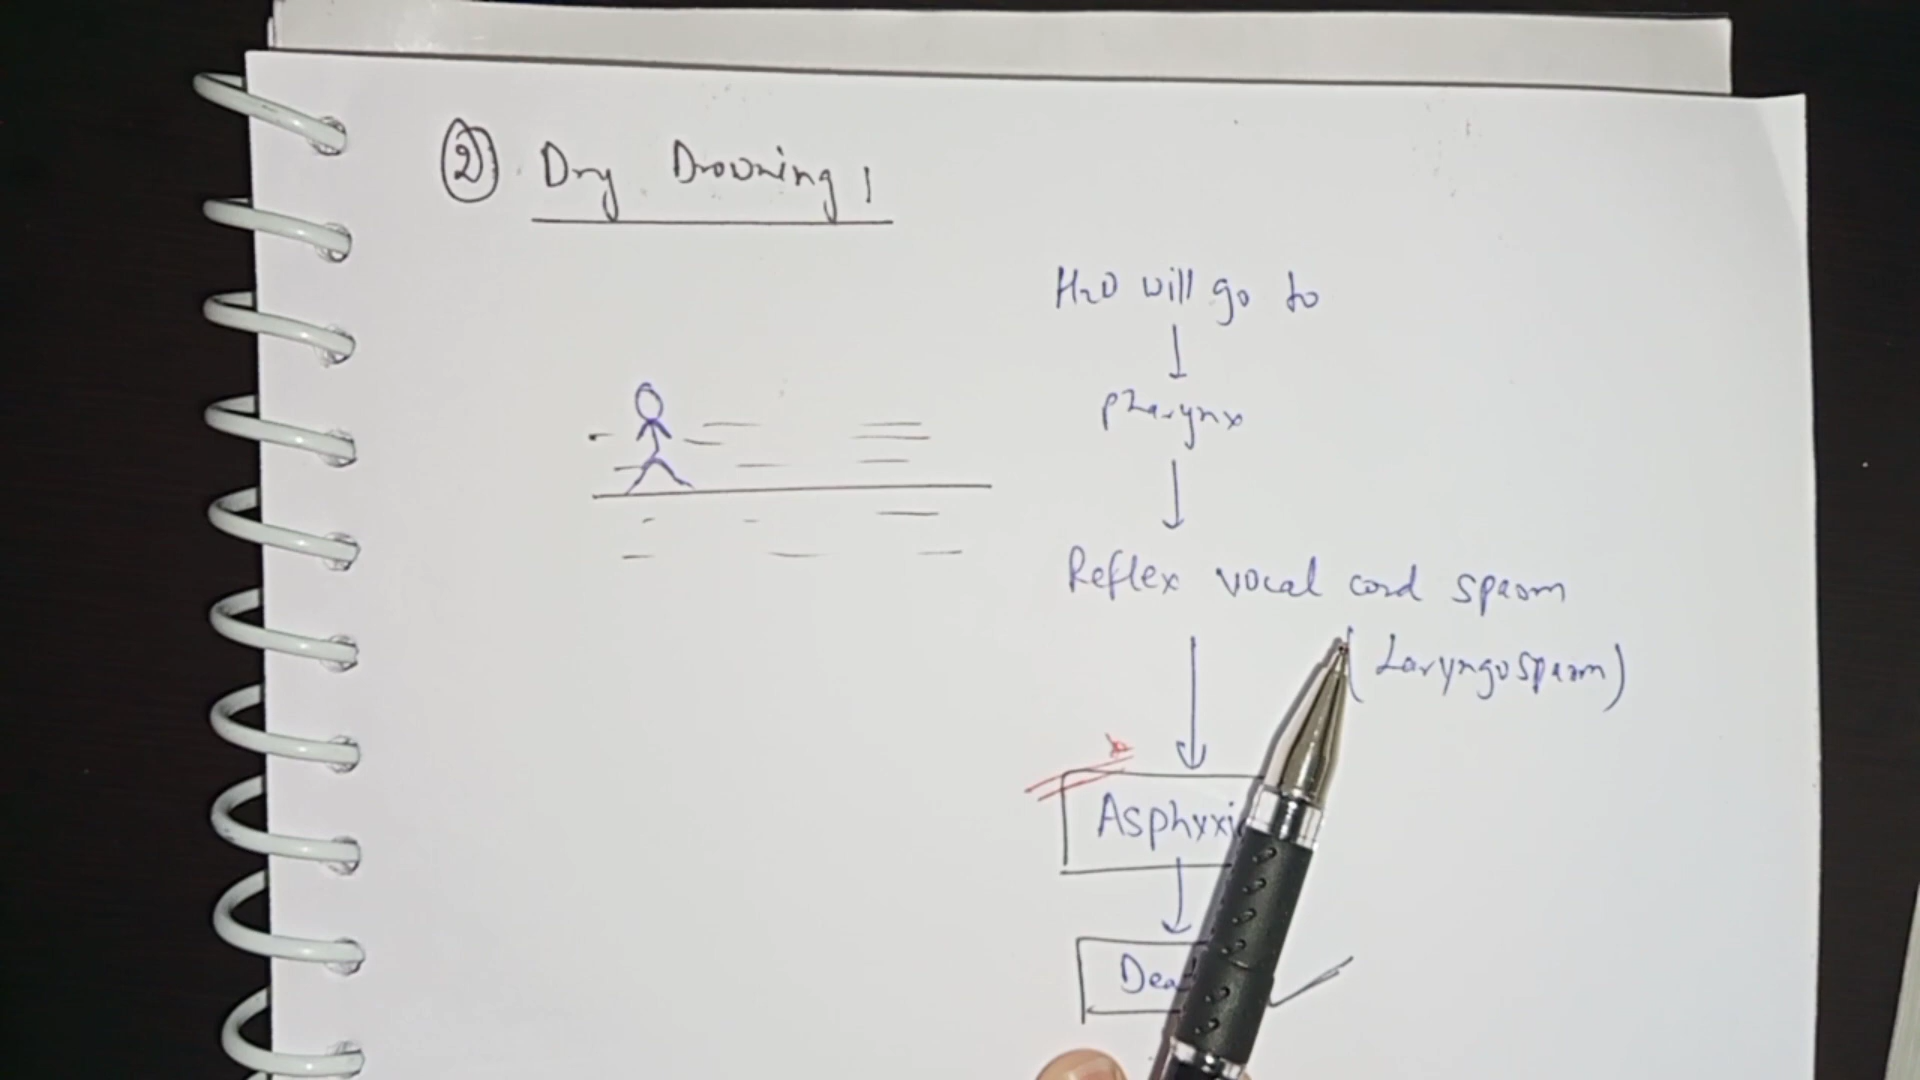 ② Dry Drowning :
H2O will go to
pharynx
Reflex vocal cord spasm
(Laryngospasm)
Asphyxi
Dea